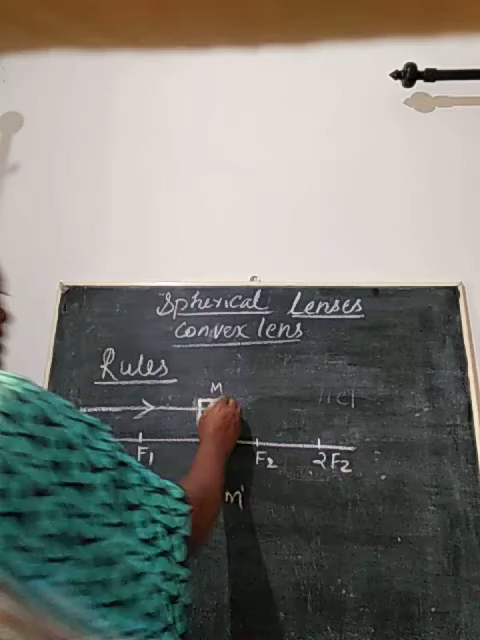 Spherical Lenses
convex lens
Rules
M
F₁ F₂ 2F₂
M'